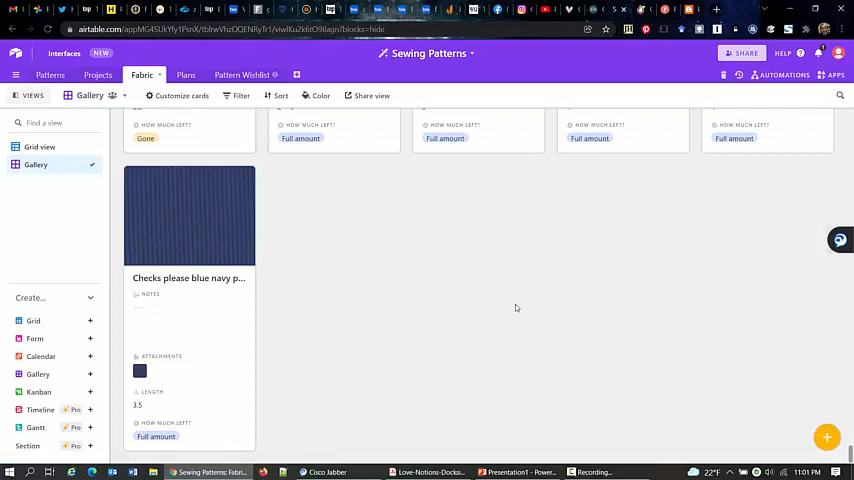 airtable.com/appMG4SUkYfy1PsnX/tblrwVhzQQENRyTr1/viwIKu2k6tO9Ilagn?blocks=hide
Interfaces NEW
Sewing Patterns
SHARE HELP
Patterns Projects Fabric Plans Pattern Wishlist
AUTOMATIONS APPS
VIEWS Gallery Customize cards Filter Sort Color Share view
Find a view
Grid view
Gallery
HOW MUCH LEFT? HOW MUCH LEFT? HOW MUCH LEFT? HOW MUCH LEFT? HOW MUCH LEFT?
Gone Full amount Full amount Full amount Full amount
Checks please blue navy p...
NOTES
ATTACHMENTS
LENGTH
3.5
HOW MUCH LEFT?
Full amount
Create...
Grid
Form
Calendar
Gallery
Kanban
Timeline Pro
Gantt Pro
Section Pro
Sewing Patterns: Fabri... Cisco Jabber Love-Notions-Docksi... Presentation1 - Powe... Recording... 22°F 11:01 PM